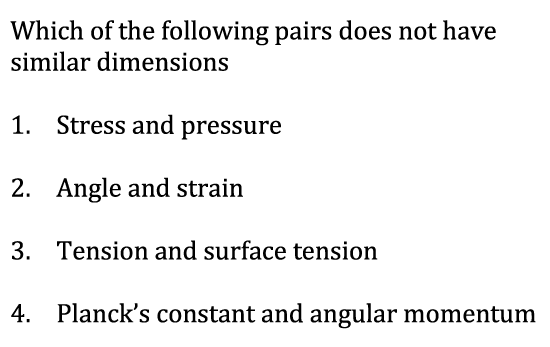 Which of the following pairs does not have
similar dimensions
1. Stress and pressure
2. Angle and strain
3. Tension and surface tension
4. Planck’s constant and angular momentum